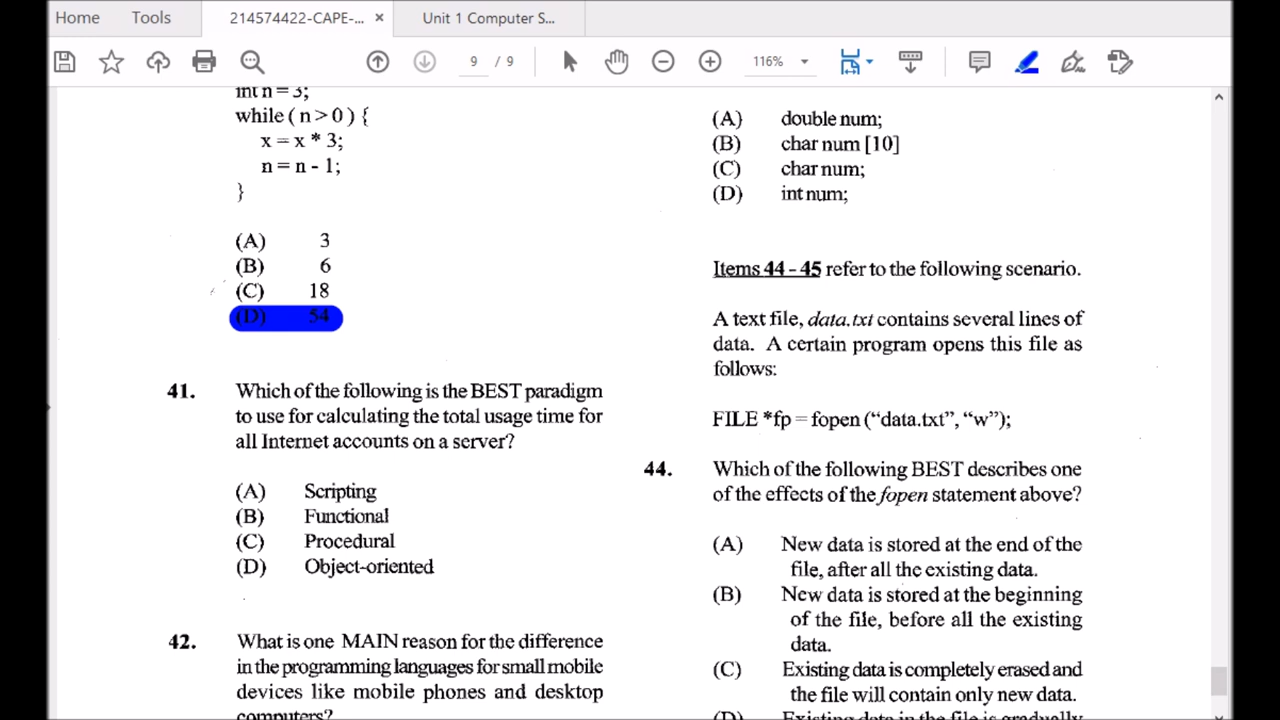 Home Tools 214574422-CAPE-... × Unit 1 Computer S...
9 / 9 116%
int n = 3;
while ( n > 0 ) {
x = x * 3;
n = n - 1;
}
(A) 3
(B) 6
(C) 18
(D) 54
41. Which of the following is the BEST paradigm
to use for calculating the total usage time for
all Internet accounts on a server?
(A) Scripting
(B) Functional
(C) Procedural
(D) Object-oriented
42. What is one MAIN reason for the difference
in the programming languages for small mobile
devices like mobile phones and desktop
computers?
(A) double num;
(B) char num [10]
(C) char num;
(D) int num;
Items 44 - 45 refer to the following scenario.
A text file, data.txt contains several lines of
data. A certain program opens this file as
follows:
FILE *fp = fopen (“data.txt”, “w”);
44. Which of the following BEST describes one
of the effects of the fopen statement above?
(A) New data is stored at the end of the
file, after all the existing data.
(B) New data is stored at the beginning
of the file, before all the existing
data.
(C) Existing data is completely erased and
the file will contain only new data.
(D) Existing data in the file is gradually